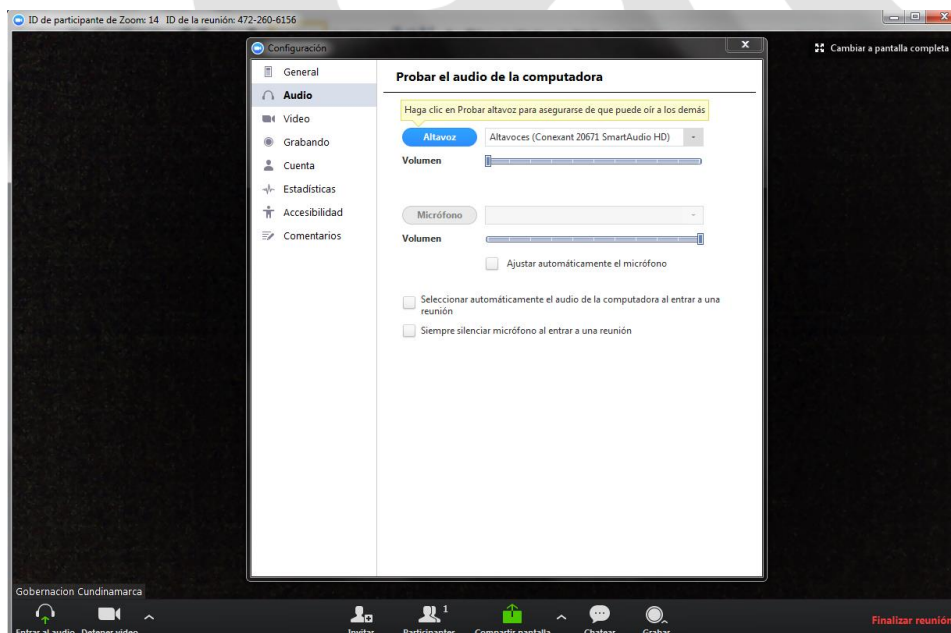 ID de participante de Zoom: 14   ID de la reunión: 472-260-6156
Configuración
Cambiar a pantalla completa
General
Audio
Video
Grabando
Cuenta
Estadísticas
Accesibilidad
Comentarios
Probar el audio de la computadora
Haga clic en Probar altavoz para asegurarse de que puede oír a los demás
Altavoz
Altavoces (Conexant 20671 SmartAudio HD)
Volumen
Micrófono
Volumen
Ajustar automáticamente el micrófono
Seleccionar automáticamente el audio de la computadora al entrar a una
reunión
Siempre silenciar micrófono al entrar a una reunión
Gobernacion Cundinamarca
1
Entrar al audio
Detener video
Invitar
Participantes
Compartir pantalla
Chatear
Grabar
Finalizar reunión